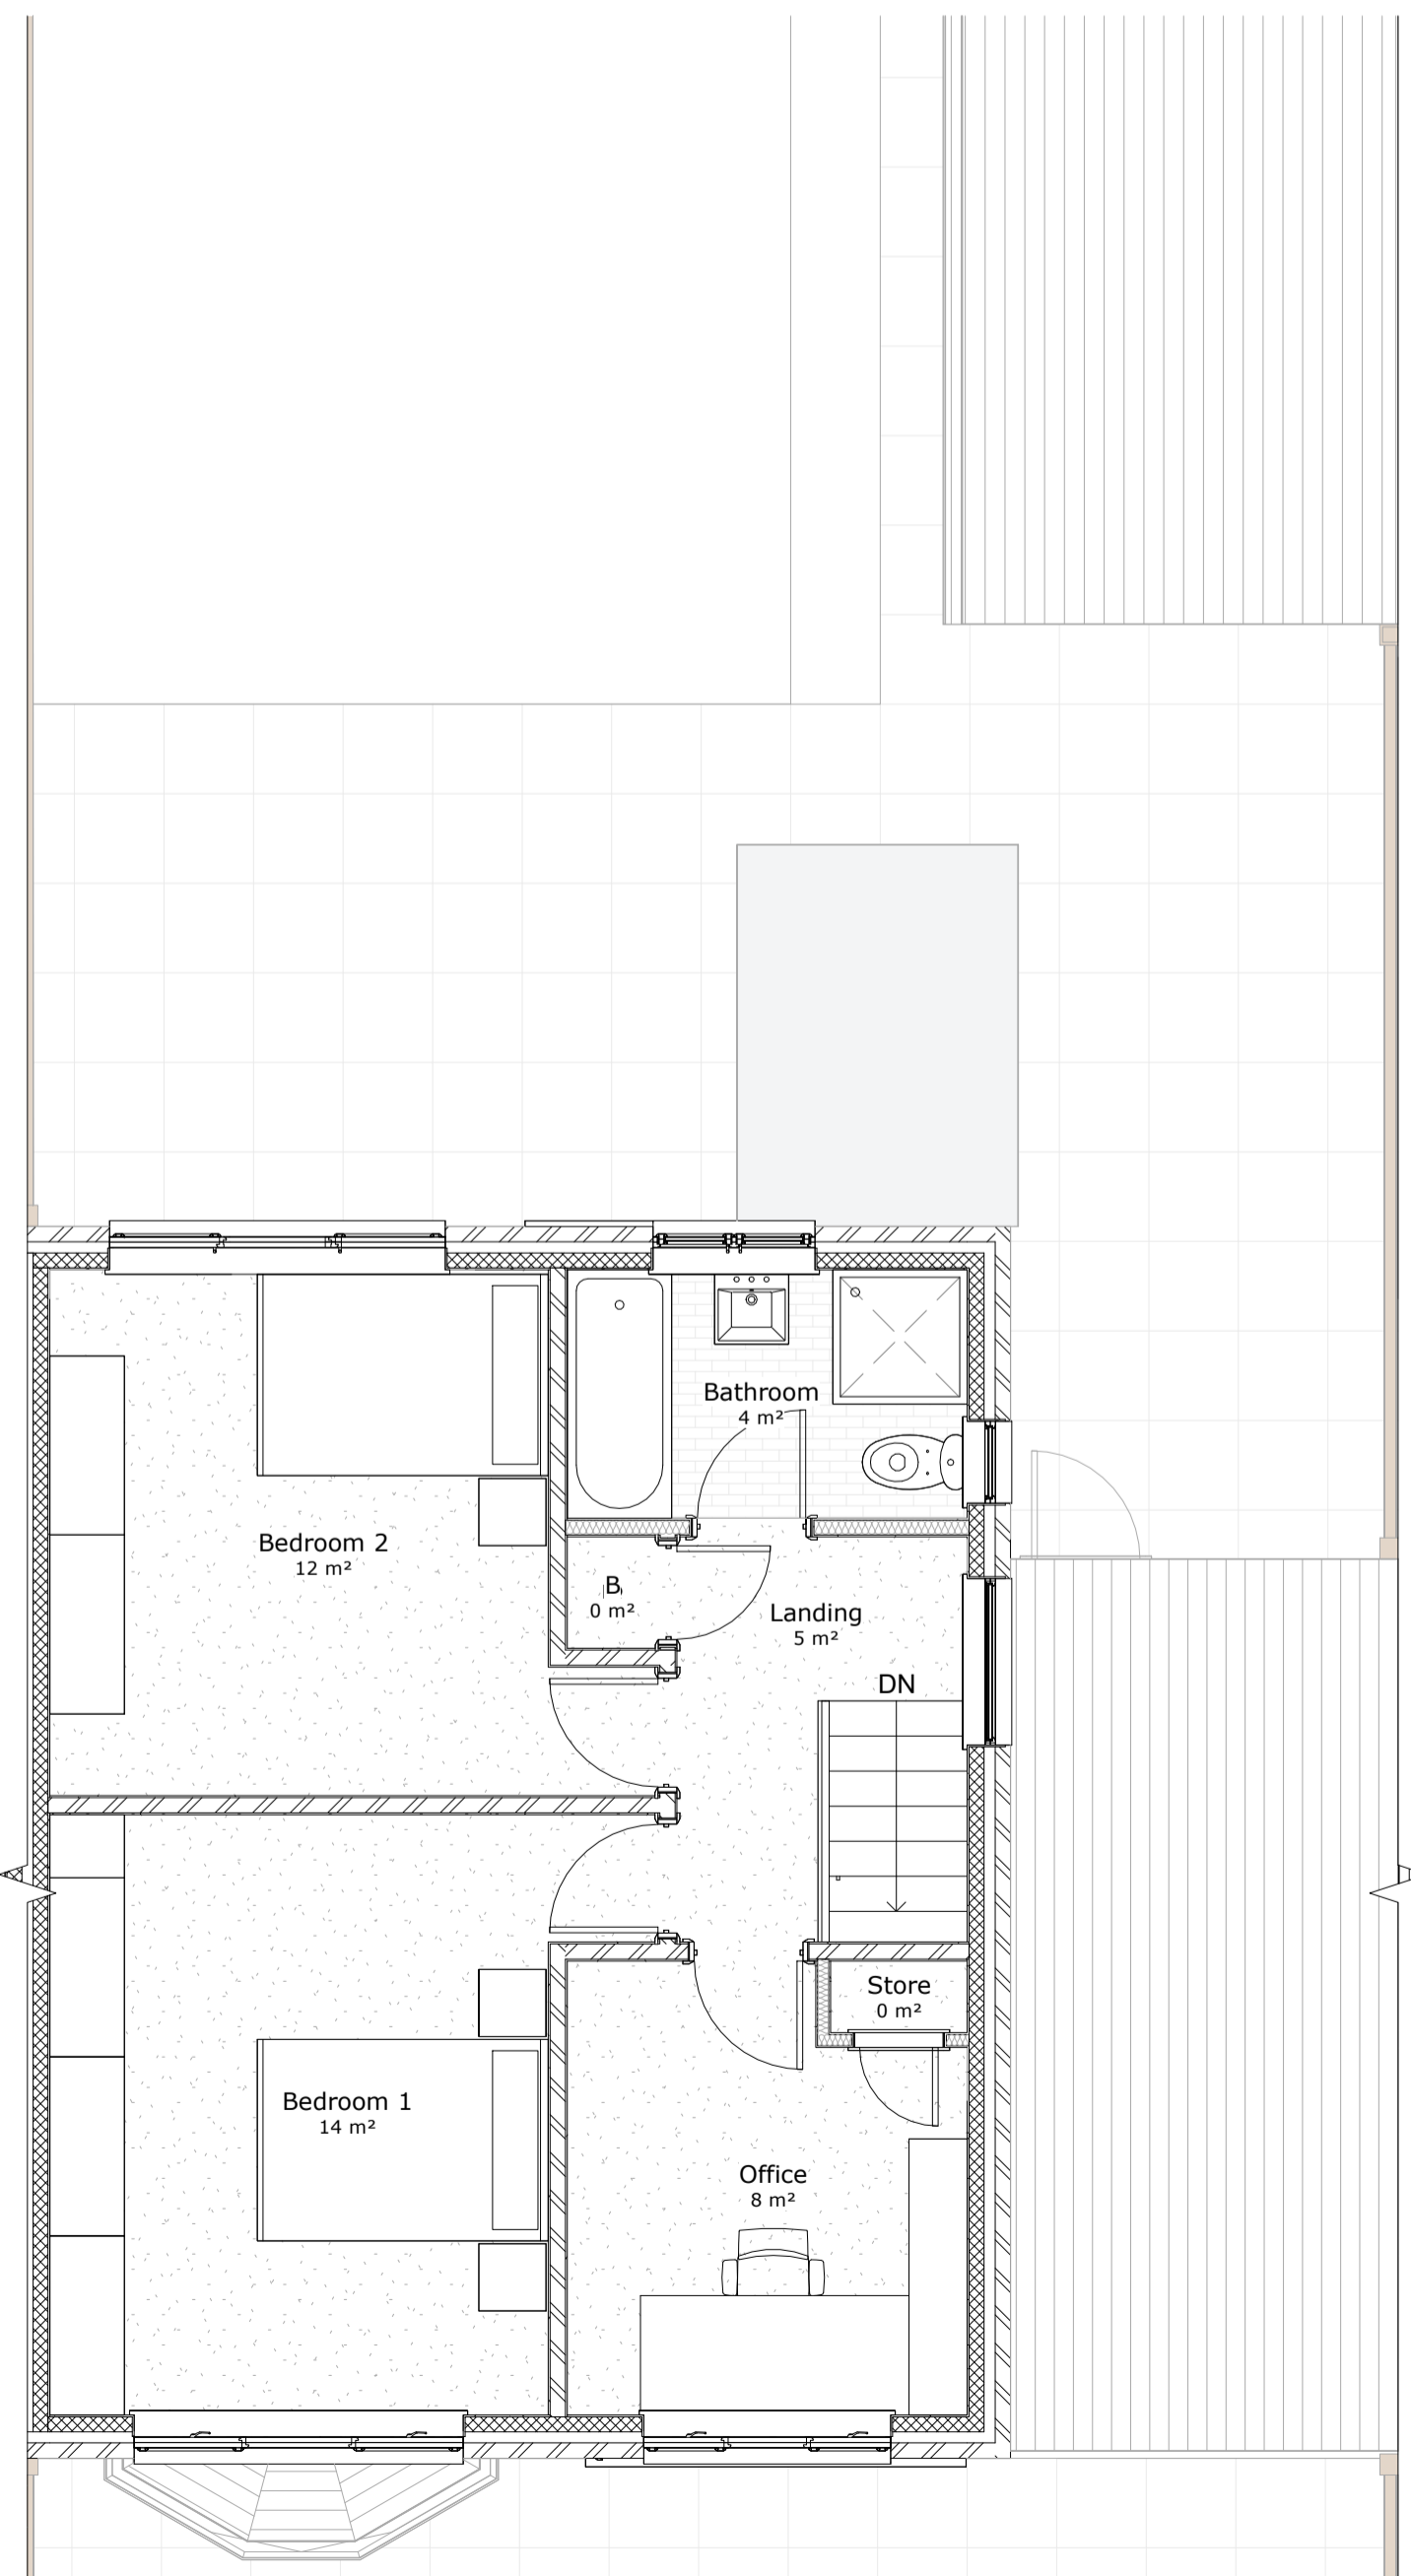 Bathroom
4 m²
Bedroom 2
12 m²
B
0 m²
Landing
5 m²
DN
Store
0 m²
Bedroom 1
14 m²
Office
8 m²